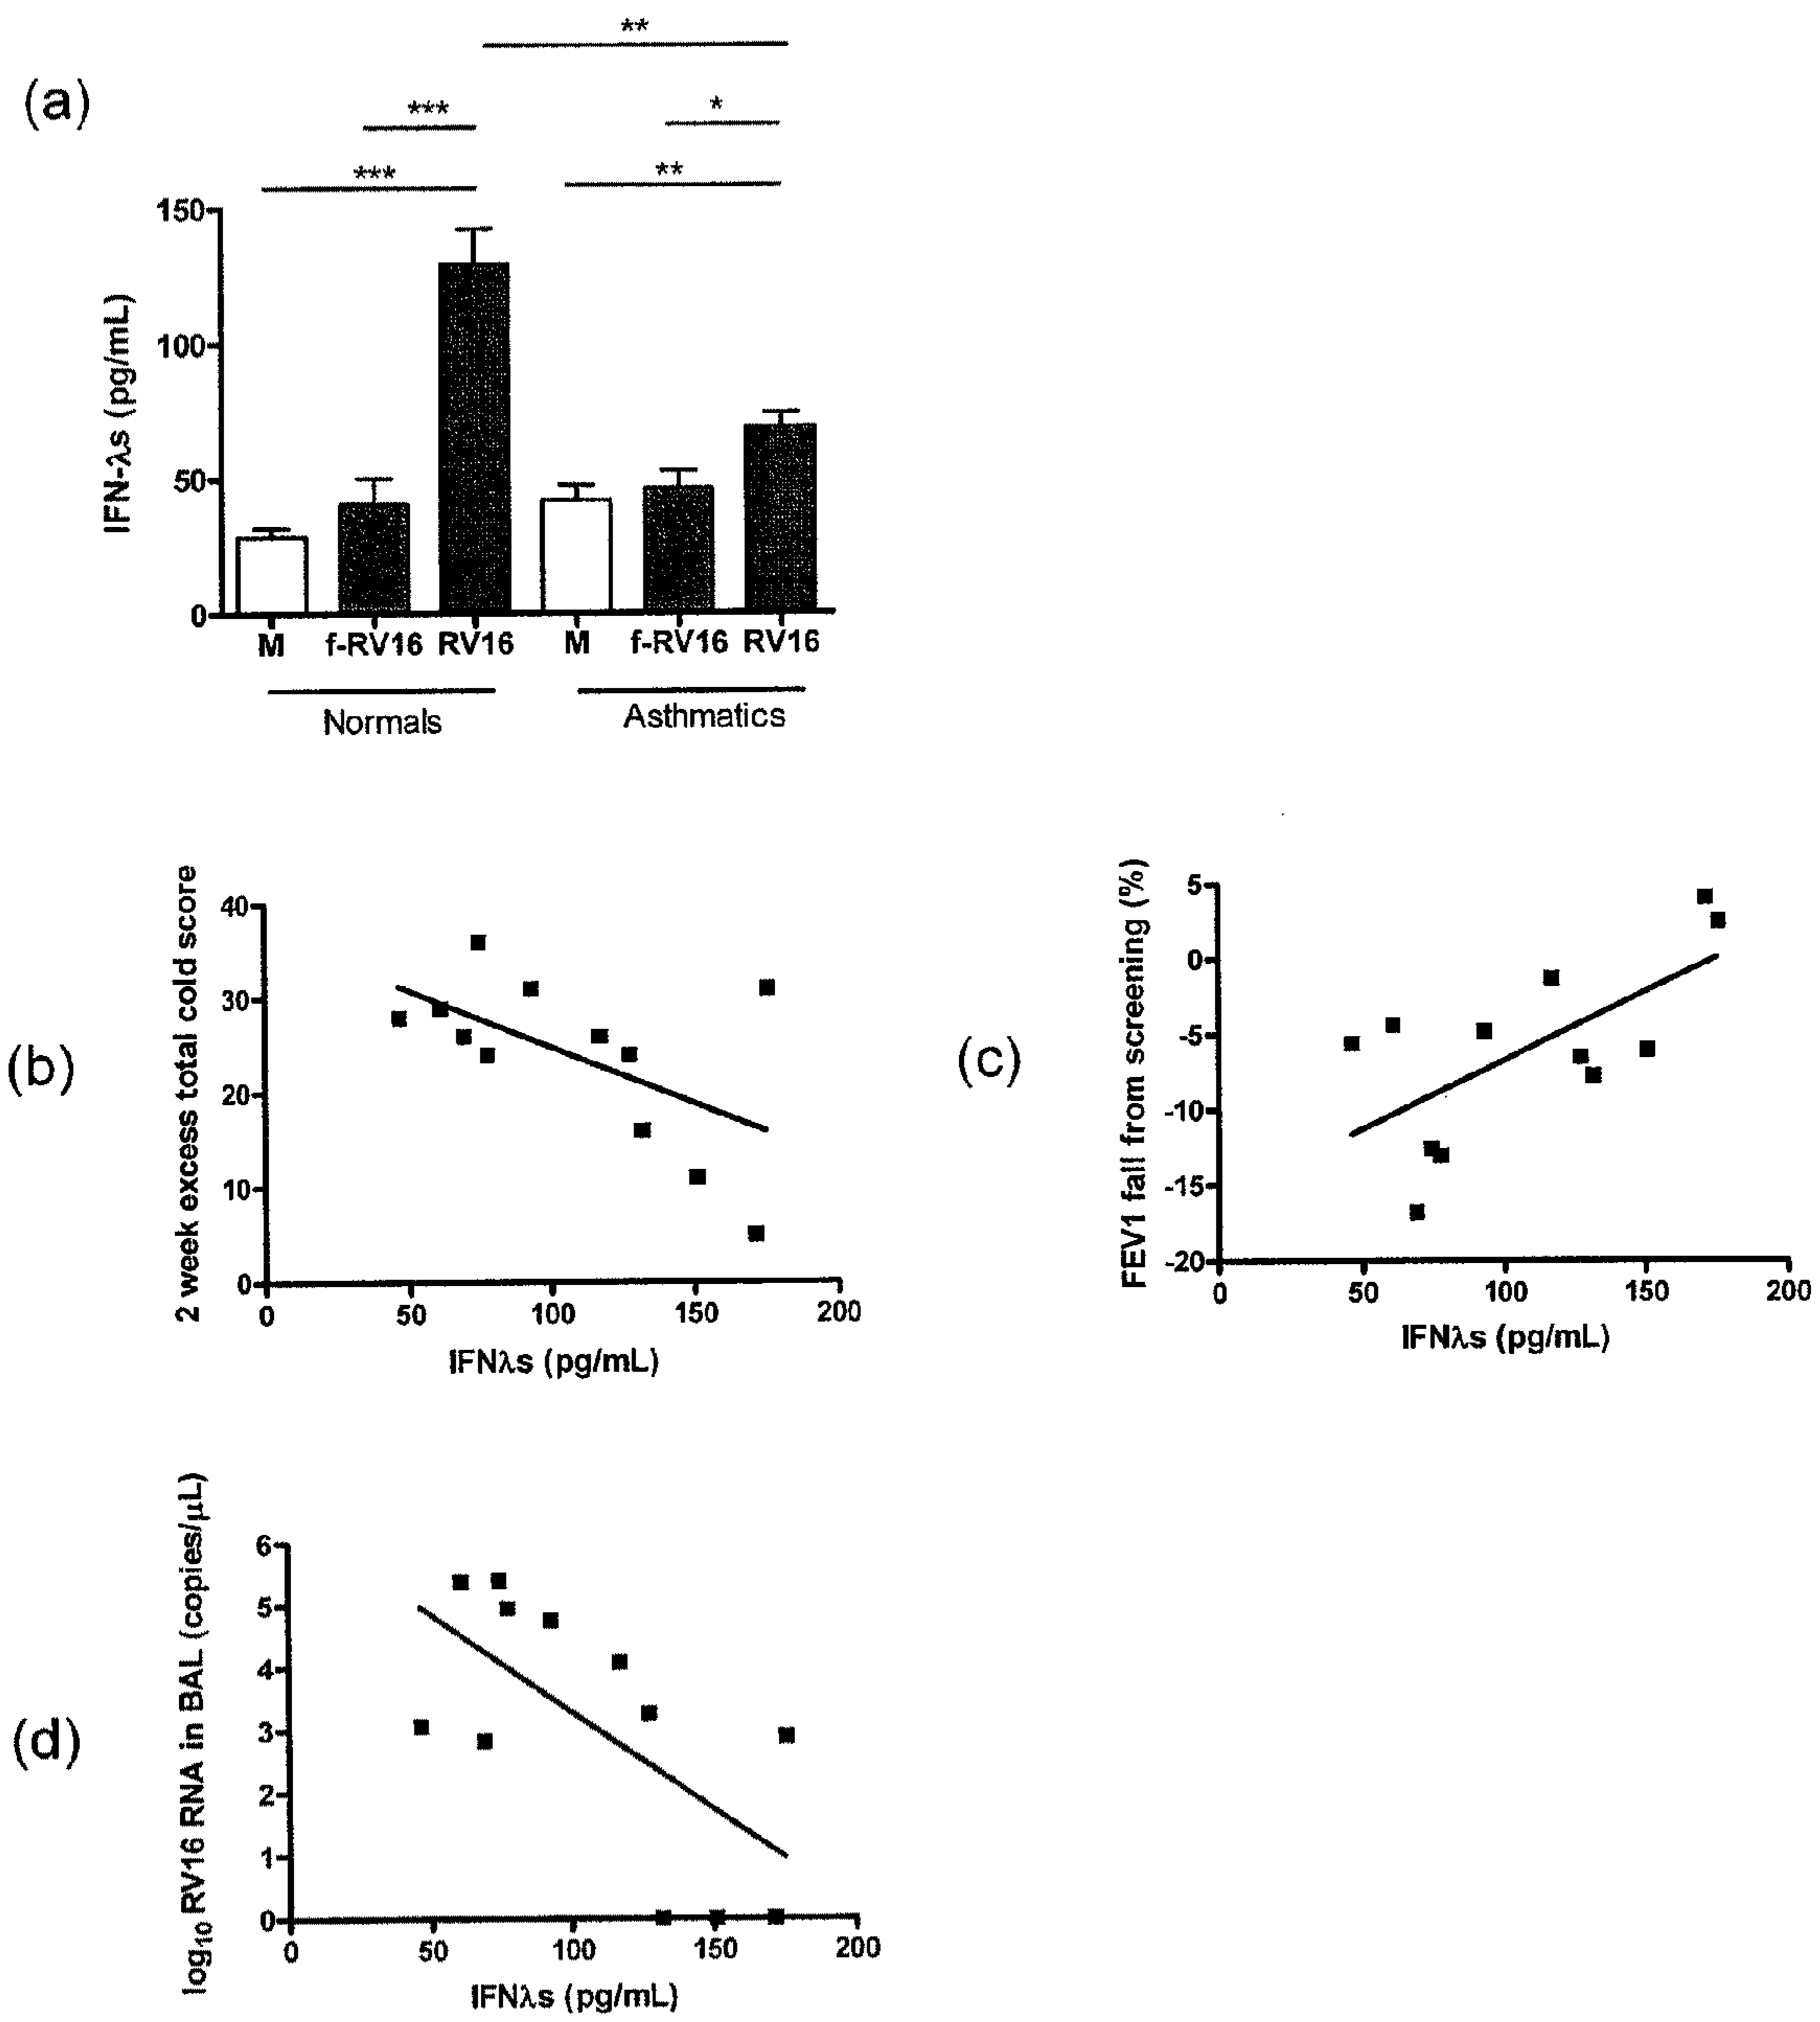 (a)
**
***
*
***
**
IFN-λs (pg/mL)
150
100
50
0
M f-RV16 RV16 M f-RV16 RV16
Normals Asthmatics
(b)
2 week excess total cold score
40
30
20
10
0
0 50 100 150 200
IFNλs (pg/mL)
(c)
FEV1 fall from screening (%)
5
0
-5
-10
-15
-20
0 50 100 150 200
IFNλs (pg/mL)
(d)
log10 RV16 RNA in BAL (copies/μL)
6
5
4
3
2
1
0
0 50 100 150 200
IFNλs (pg/mL)